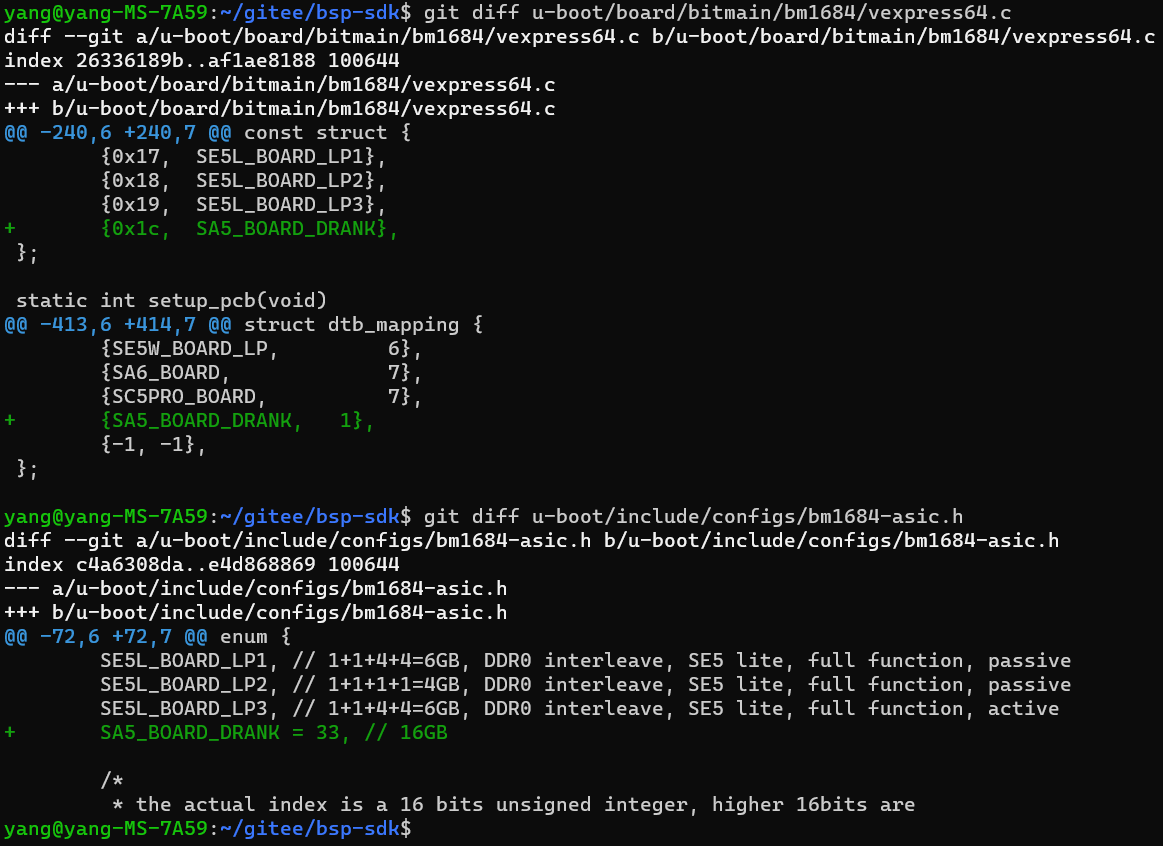 yang@yang-MS-7A59:~/gitee/bsp-sdk$ git diff u-boot/board/bitmain/bm1684/vexpress64.c
diff --git a/u-boot/board/bitmain/bm1684/vexpress64.c b/u-boot/board/bitmain/bm1684/vexpress64.c
index 26336189b..af1ae8188 100644
--- a/u-boot/board/bitmain/bm1684/vexpress64.c
+++ b/u-boot/board/bitmain/bm1684/vexpress64.c
@@ -240,6 +240,7 @@ const struct {
        {0x17,  SE5L_BOARD_LP1},
        {0x18,  SE5L_BOARD_LP2},
        {0x19,  SE5L_BOARD_LP3},
+       {0x1c,  SA5_BOARD_DRANK},
 };

 static int setup_pcb(void)
@@ -413,6 +414,7 @@ struct dtb_mapping {
        {SE5W_BOARD_LP,         6},
        {SA6_BOARD,             7},
        {SC5PRO_BOARD,          7},
+       {SA5_BOARD_DRANK,   1},
        {-1, -1},
 };

yang@yang-MS-7A59:~/gitee/bsp-sdk$ git diff u-boot/include/configs/bm1684-asic.h
diff --git a/u-boot/include/configs/bm1684-asic.h b/u-boot/include/configs/bm1684-asic.h
index c4a6308da..e4d868869 100644
--- a/u-boot/include/configs/bm1684-asic.h
+++ b/u-boot/include/configs/bm1684-asic.h
@@ -72,6 +72,7 @@ enum {
        SE5L_BOARD_LP1, // 1+1+4+4=6GB, DDR0 interleave, SE5 lite, full function, passive
        SE5L_BOARD_LP2, // 1+1+1+1=4GB, DDR0 interleave, SE5 lite, full function, passive
        SE5L_BOARD_LP3, // 1+1+4+4=6GB, DDR0 interleave, SE5 lite, full function, active
+       SA5_BOARD_DRANK = 33, // 16GB

        /*
         * the actual index is a 16 bits unsigned integer, higher 16bits are
yang@yang-MS-7A59:~/gitee/bsp-sdk$